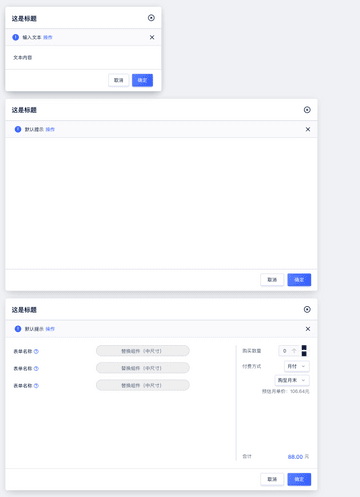 这是标题
输入文本 操作
文本内容
取消 确定
这是标题
默认提示 操作
取消 确定
这是标题
默认提示 操作
表单名称 替换组件（中尺寸） 购买数量 0 个
表单名称 替换组件（中尺寸） 付费方式 月付
表单名称 替换组件（中尺寸） 购至月末
预估月单价: 106.64元
合计 88.00 元
取消 确定